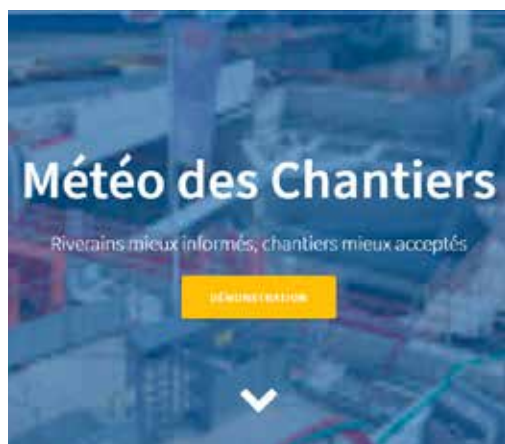 Météo des Chantiers
Riverains mieux informés, chantiers mieux acceptés
DÉMONSTRATION